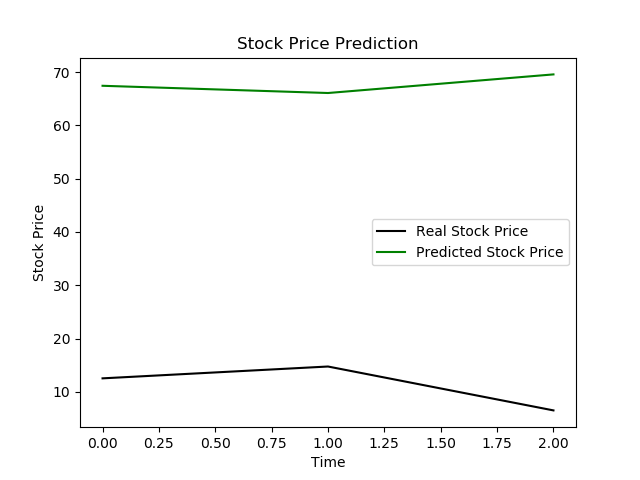 Stock Price Prediction
70
60
50
40
30
20
10
Stock Price
Real Stock Price
Predicted Stock Price
0.00 0.25 0.50 0.75 1.00 1.25 1.50 1.75 2.00
Time